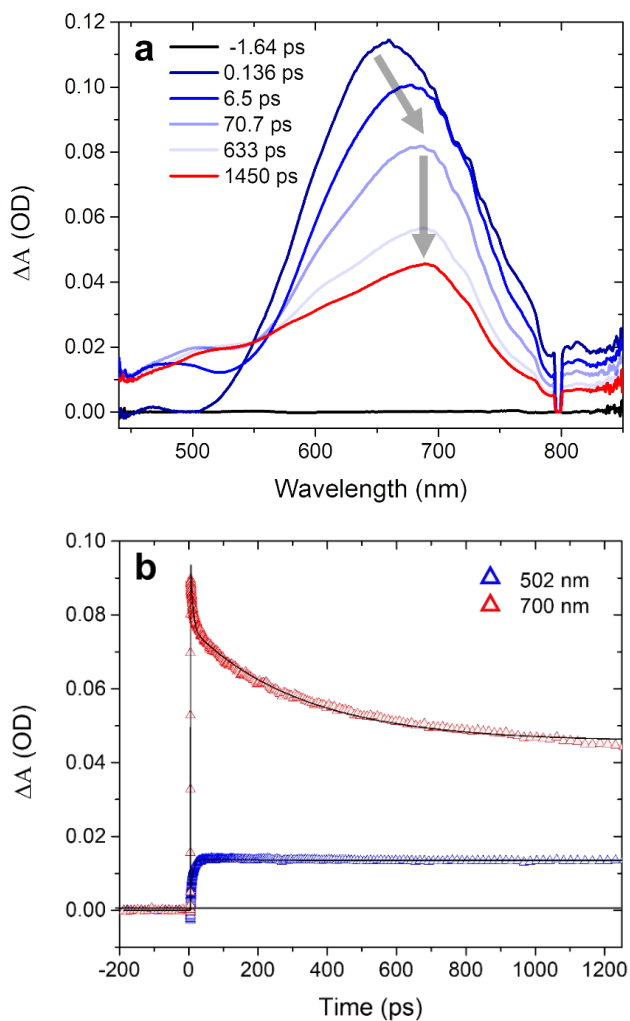 0.12
0.10
0.08
0.06
0.04
0.02
0.00
ΔA (OD)
a
-1.64 ps
0.136 ps
6.5 ps
70.7 ps
633 ps
1450 ps
500
600
700
800
Wavelength (nm)
0.10
0.08
0.06
0.04
0.02
0.00
ΔA (OD)
b
502 nm
700 nm
-200
0
200
400
600
800
1000
1200
Time (ps)